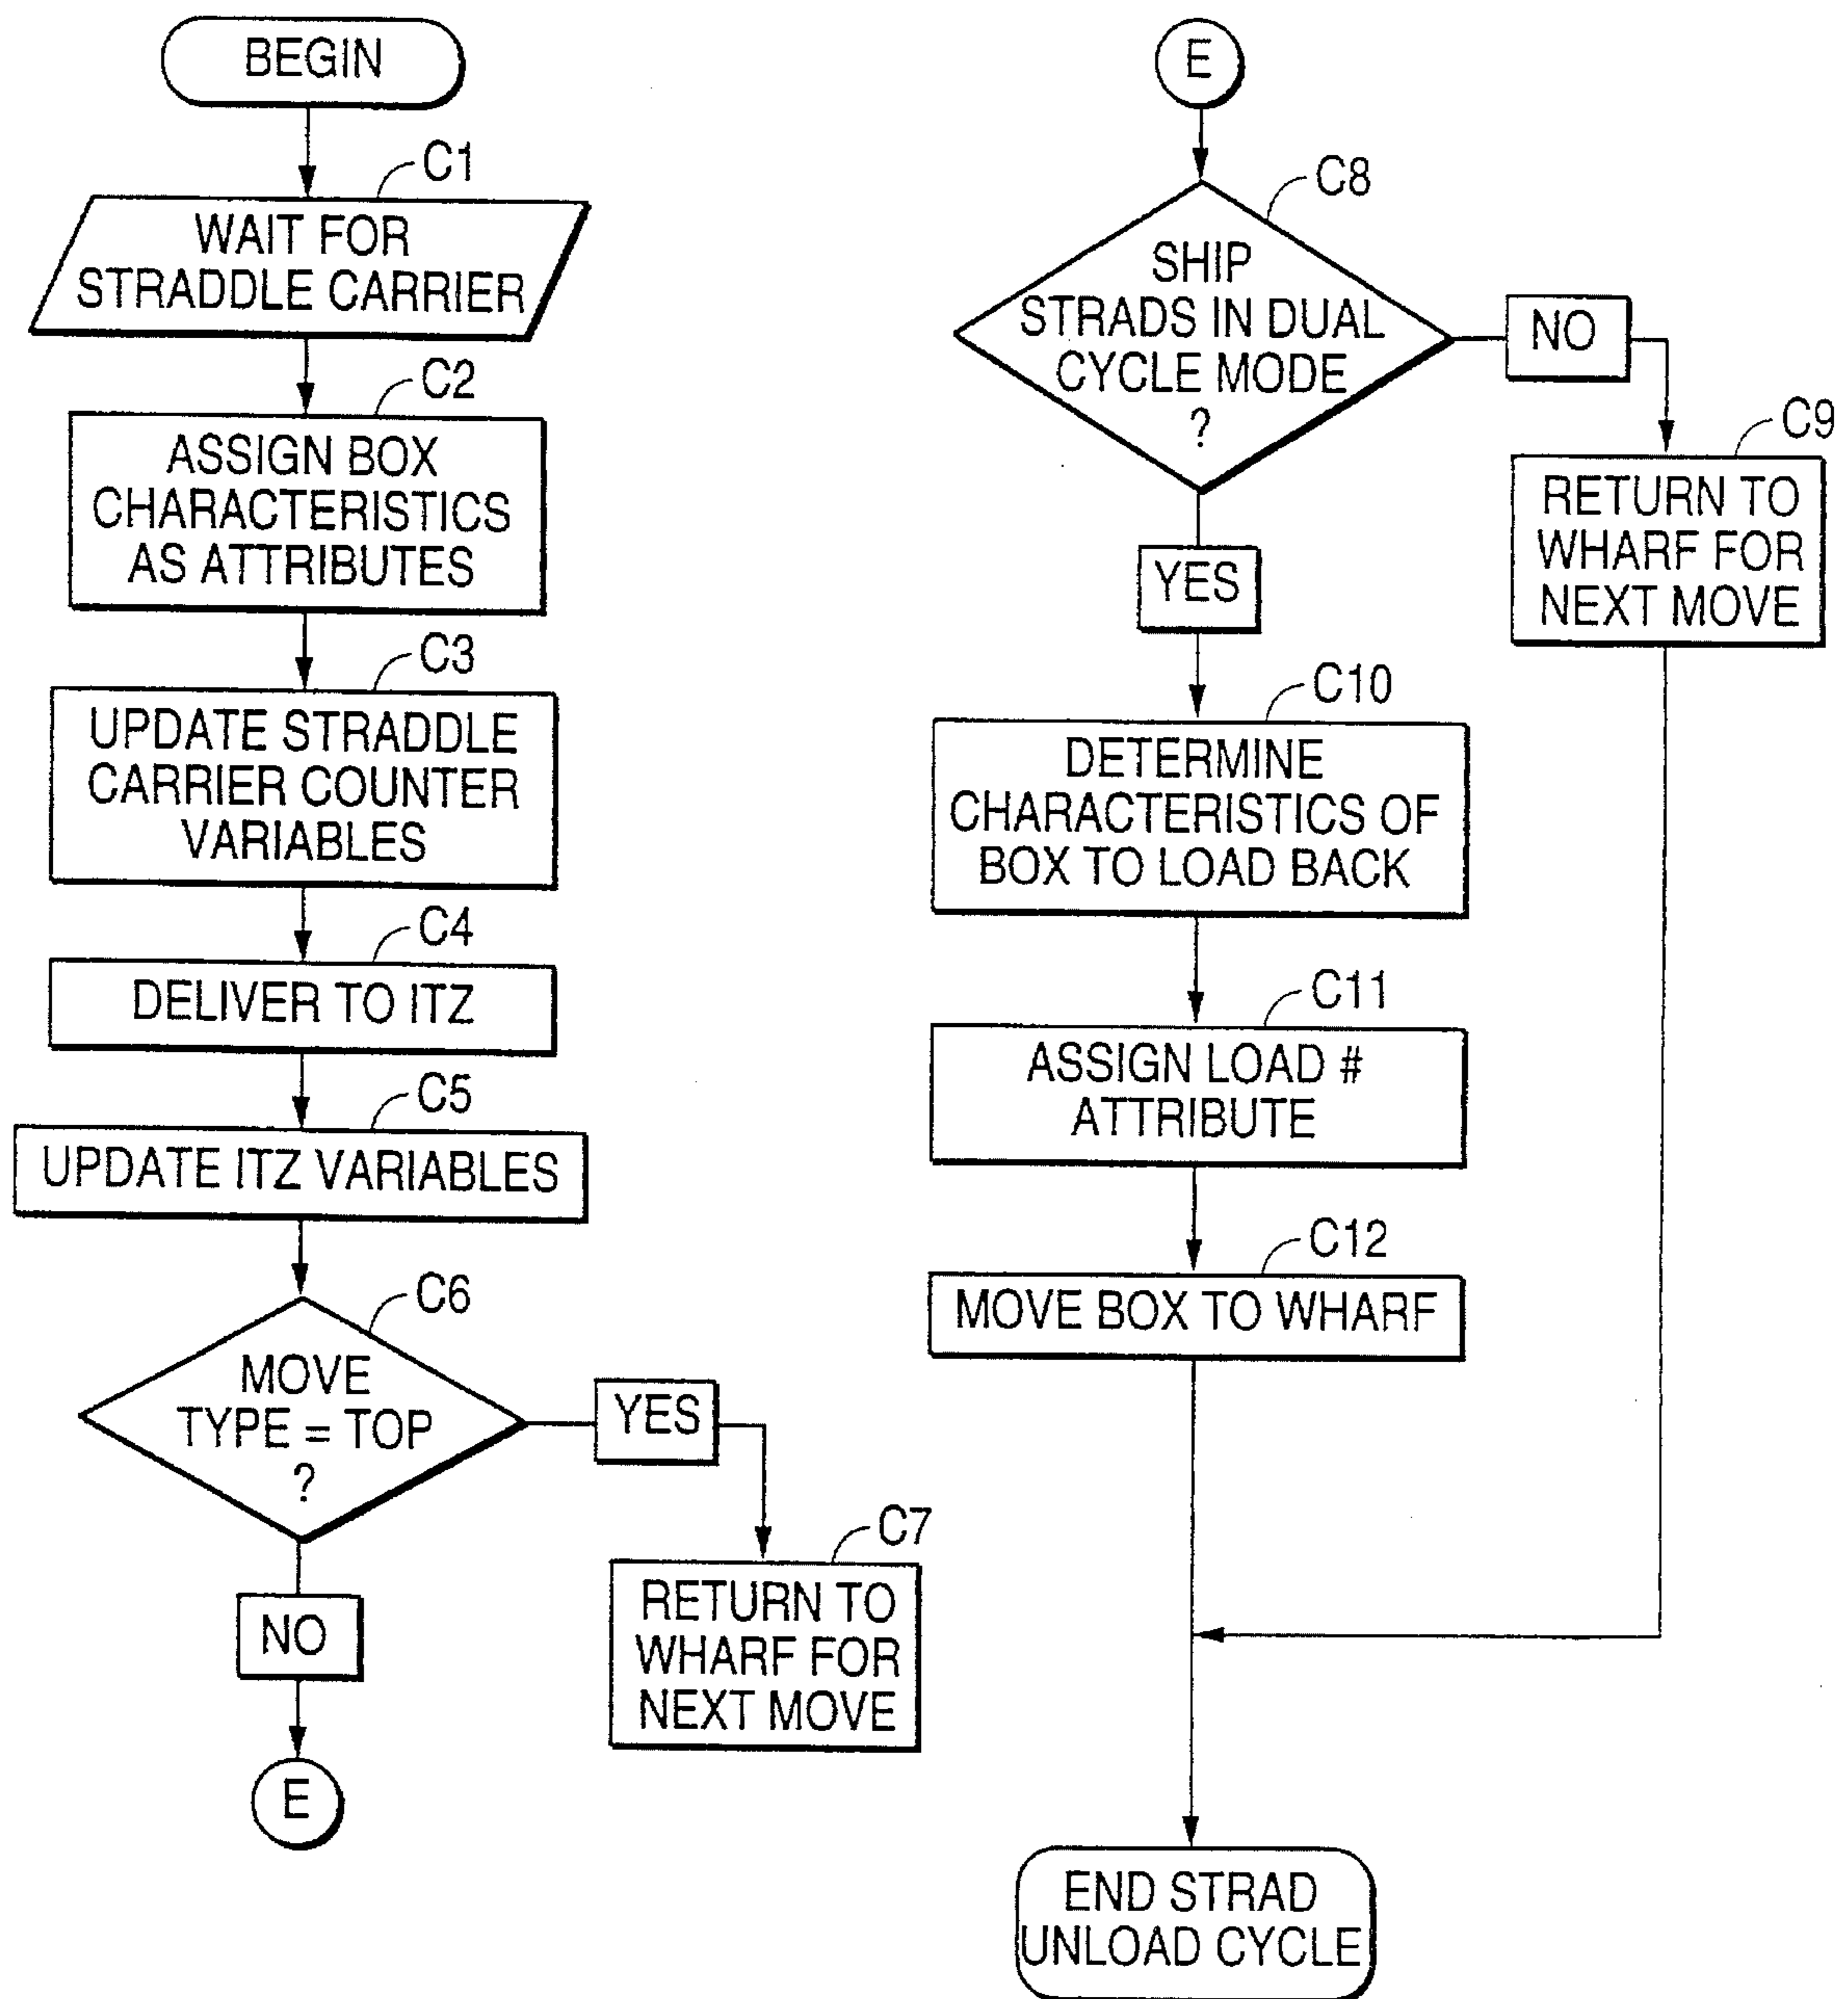 BEGIN
C1
WAIT FOR
STRADDLE CARRIER
C2
ASSIGN BOX
CHARACTERISTICS
AS ATTRIBUTES
C3
UPDATE STRADDLE
CARRIER COUNTER
VARIABLES
C4
DELIVER TO ITZ
C5
UPDATE ITZ VARIABLES
C6
MOVE
TYPE = TOP
?
YES
C7
RETURN TO
WHARF FOR
NEXT MOVE
NO
E
E
C8
SHIP
STRADS IN DUAL
CYCLE MODE
?
NO
C9
RETURN TO
WHARF FOR
NEXT MOVE
YES
C10
DETERMINE
CHARACTERISTICS OF
BOX TO LOAD BACK
C11
ASSIGN LOAD #
ATTRIBUTE
C12
MOVE BOX TO WHARF
END STRAD
UNLOAD CYCLE